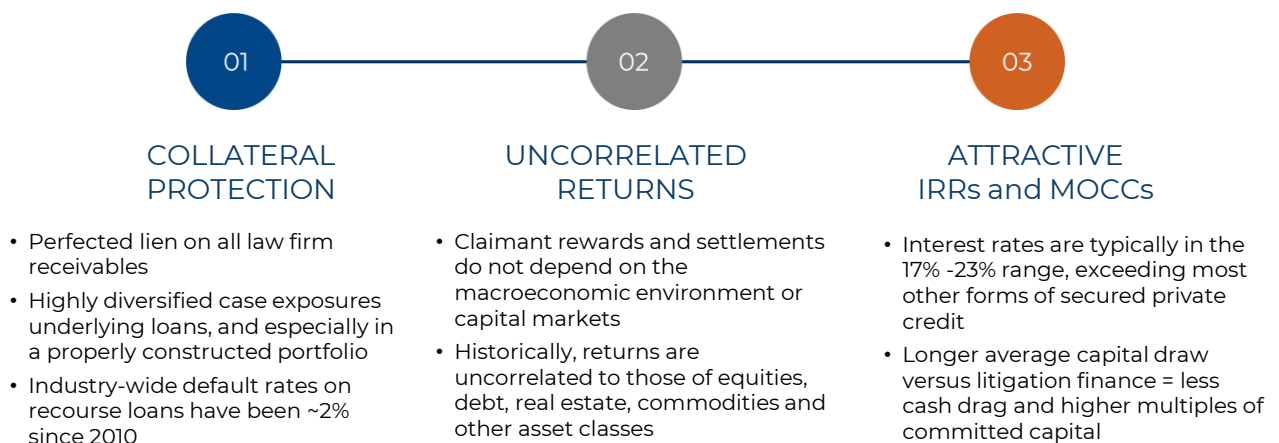 01
02
03
COLLATERAL
PROTECTION
• Perfected lien on all law firm
receivables
• Highly diversified case exposures
underlying loans, and especially in
a properly constructed portfolio
• Industry-wide default rates on
recourse loans have been ~2%
since 2010
UNCORRELATED
RETURNS
• Claimant rewards and settlements
do not depend on the
macroeconomic environment or
capital markets
• Historically, returns are
uncorrelated to those of equities,
debt, real estate, commodities and
other asset classes
ATTRACTIVE
IRRs and MOCCs
• Interest rates are typically in the
17% -23% range, exceeding most
other forms of secured private
credit
• Longer average capital draw
versus litigation finance = less
cash drag and higher multiples of
committed capital